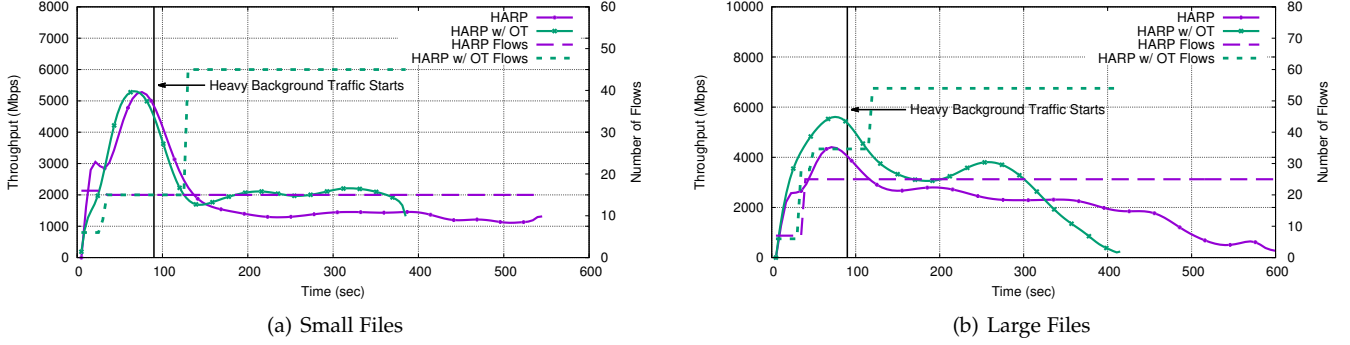 8000
7000
6000
5000
4000
3000
2000
1000
0
Throughput (Mbps)
60
50
40
30
20
10
0
Number of Flows
HARP
HARP w/ OT
HARP Flows
HARP w/ OT Flows
Heavy Background Traffic Starts
0 100 200 300 400 500 600
Time (sec)
(a) Small Files
10000
8000
6000
4000
2000
0
Throughput (Mbps)
80
70
60
50
40
30
20
10
0
Number of Flows
HARP
HARP w/ OT
HARP Flows
HARP w/ OT Flows
Heavy Background Traffic Starts
0 100 200 300 400 500 600
Time (sec)
(b) Large Files